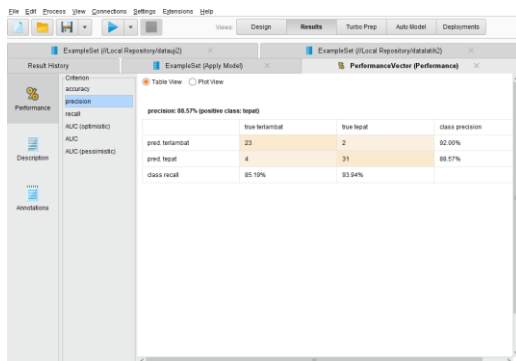 File Edit Process View Connections Settings Extensions Help
Views: Design Results Turbo Prep Auto Model Deployments
ExampleSet (//Local Repository/datauji2) ExampleSet (//Local Repository/datalatih2)
Result History ExampleSet (Apply Model) PerformanceVector (Performance)
Performance
Description
Annotations
Criterion
accuracy
precision
recall
AUC (optimistic)
AUC
AUC (pessimistic)
Table View Plot View
precision: 88.57% (positive class: tepat)
true terlambat true tepat class precision
pred. terlambat 23 2 92.00%
pred. tepat 4 31 88.57%
class recall 85.19% 93.94%